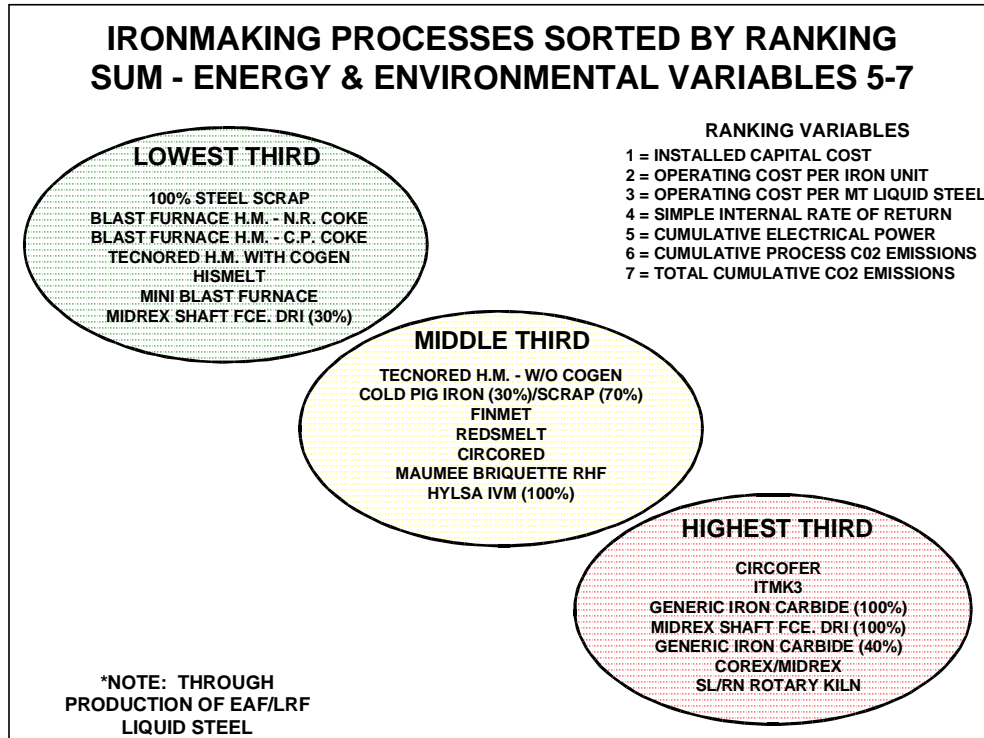 IRONMAKING PROCESSES SORTED BY RANKING
SUM - ENERGY & ENVIRONMENTAL VARIABLES 5-7
RANKING VARIABLES
1 = INSTALLED CAPITAL COST
2 = OPERATING COST PER IRON UNIT
3 = OPERATING COST PER MT LIQUID STEEL
4 = SIMPLE INTERNAL RATE OF RETURN
5 = CUMULATIVE ELECTRICAL POWER
6 = CUMULATIVE PROCESS C02 EMISSIONS
7 = TOTAL CUMULATIVE CO2 EMISSIONS
LOWEST THIRD
100% STEEL SCRAP
BLAST FURNACE H.M. - N.R. COKE
BLAST FURNACE H.M. - C.P. COKE
TECNORED H.M. WITH COGEN
HISMELT
MINI BLAST FURNACE
MIDREX SHAFT FCE. DRI (30%)
MIDDLE THIRD
TECNORED H.M. - W/O COGEN
COLD PIG IRON (30%)/SCRAP (70%)
FINMET
REDSMELT
CIRCORED
MAUMEE BRIQUETTE RHF
HYLSA IVM (100%)
HIGHEST THIRD
CIRCOFER
ITMK3
GENERIC IRON CARBIDE (100%)
MIDREX SHAFT FCE. DRI (100%)
GENERIC IRON CARBIDE (40%)
COREX/MIDREX
SL/RN ROTARY KILN
*NOTE: THROUGH
PRODUCTION OF EAF/LRF
LIQUID STEEL